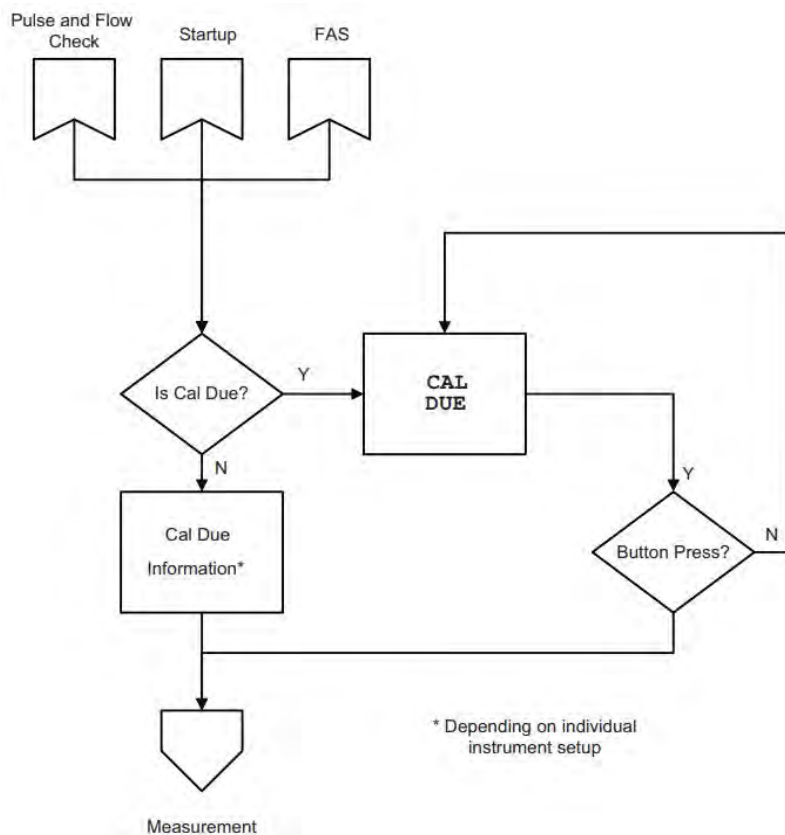 Pulse and Flow
Check
Startup
FAS
Is Cal Due?
Y
CAL
DUE
N
Y
Cal Due
Information*
Button Press?
N
* Depending on individual
instrument setup
Measurement